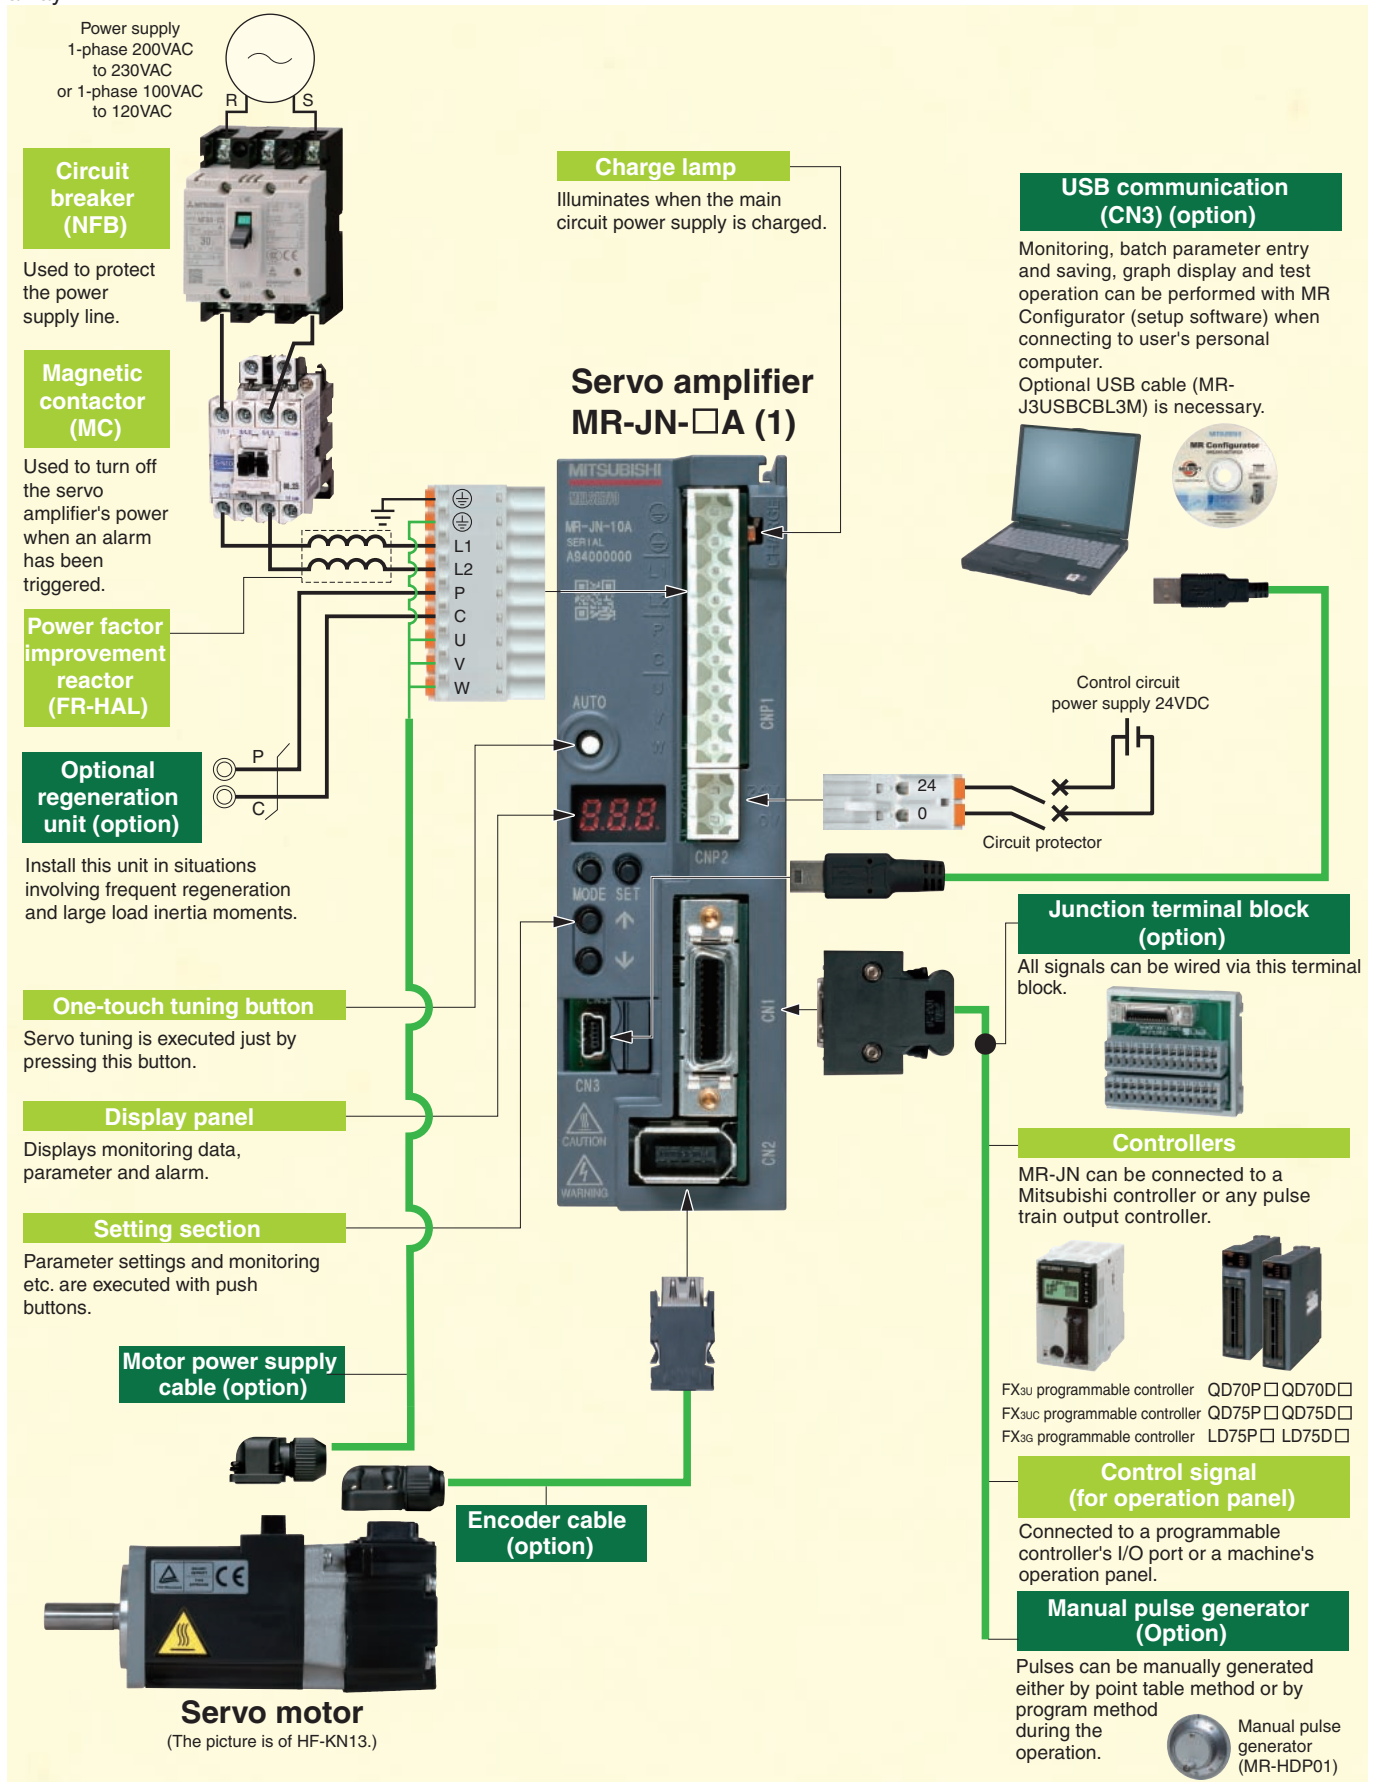 Power supply
1-phase 200VAC
to 230VAC
or 1-phase 100VAC
to 120VAC
R
S
Circuit
breaker
(NFB)
Used to protect
the power
supply line.
MITSUBISHI
30
Charge lamp
Illuminates when the main
circuit power supply is charged.
USB communication
(CN3) (option)
Monitoring, batch parameter entry
and saving, graph display and test
operation can be performed with MR
Configurator (setup software) when
connecting to user's personal
computer.
Optional USB cable (MR-
J3USBCBL3M) is necessary.
MITSUBISHI
MR Configurator
Magnetic
contactor
(MC)
Used to turn off
the servo
amplifier's power
when an alarm
has been
triggered.
Power factor
improvement
reactor
(FR-HAL)
Servo amplifier
MR-JN-□A (1)
MITSUBISHI
MR-JN-10A
SERIAL
A94000000
CHARGE
L1
L2
P
C
U
V
W
AUTO
CNP1
Optional
regeneration
unit (option)
P
C
Install this unit in situations
involving frequent regeneration
and large load inertia moments.
8.8.8.
MODE SET
CNP2
Control circuit
power supply 24VDC
24
0
Circuit protector
Junction terminal block
(option)
All signals can be wired via this terminal
block.
One-touch tuning button
Servo tuning is executed just by
pressing this button.
CN1
CN3
Display panel
Displays monitoring data,
parameter and alarm.
CAUTION
CN2
WARNING
Controllers
MR-JN can be connected to a
Mitsubishi controller or any pulse
train output controller.
Setting section
Parameter settings and monitoring
etc. are executed with push
buttons.
FX3U programmable controller QD70P□ QD70D□
FX3UC programmable controller QD75P□ QD75D□
FX3G programmable controller LD75P□ LD75D□
Motor power supply
cable (option)
Control signal
(for operation panel)
Connected to a programmable
controller's I/O port or a machine's
operation panel.
Encoder cable
(option)
CE
Manual pulse generator
(Option)
Pulses can be manually generated
either by point table method or by
program method
during the
operation.
Manual pulse
generator
(MR-HDP01)
Servo motor
(The picture is of HF-KN13.)